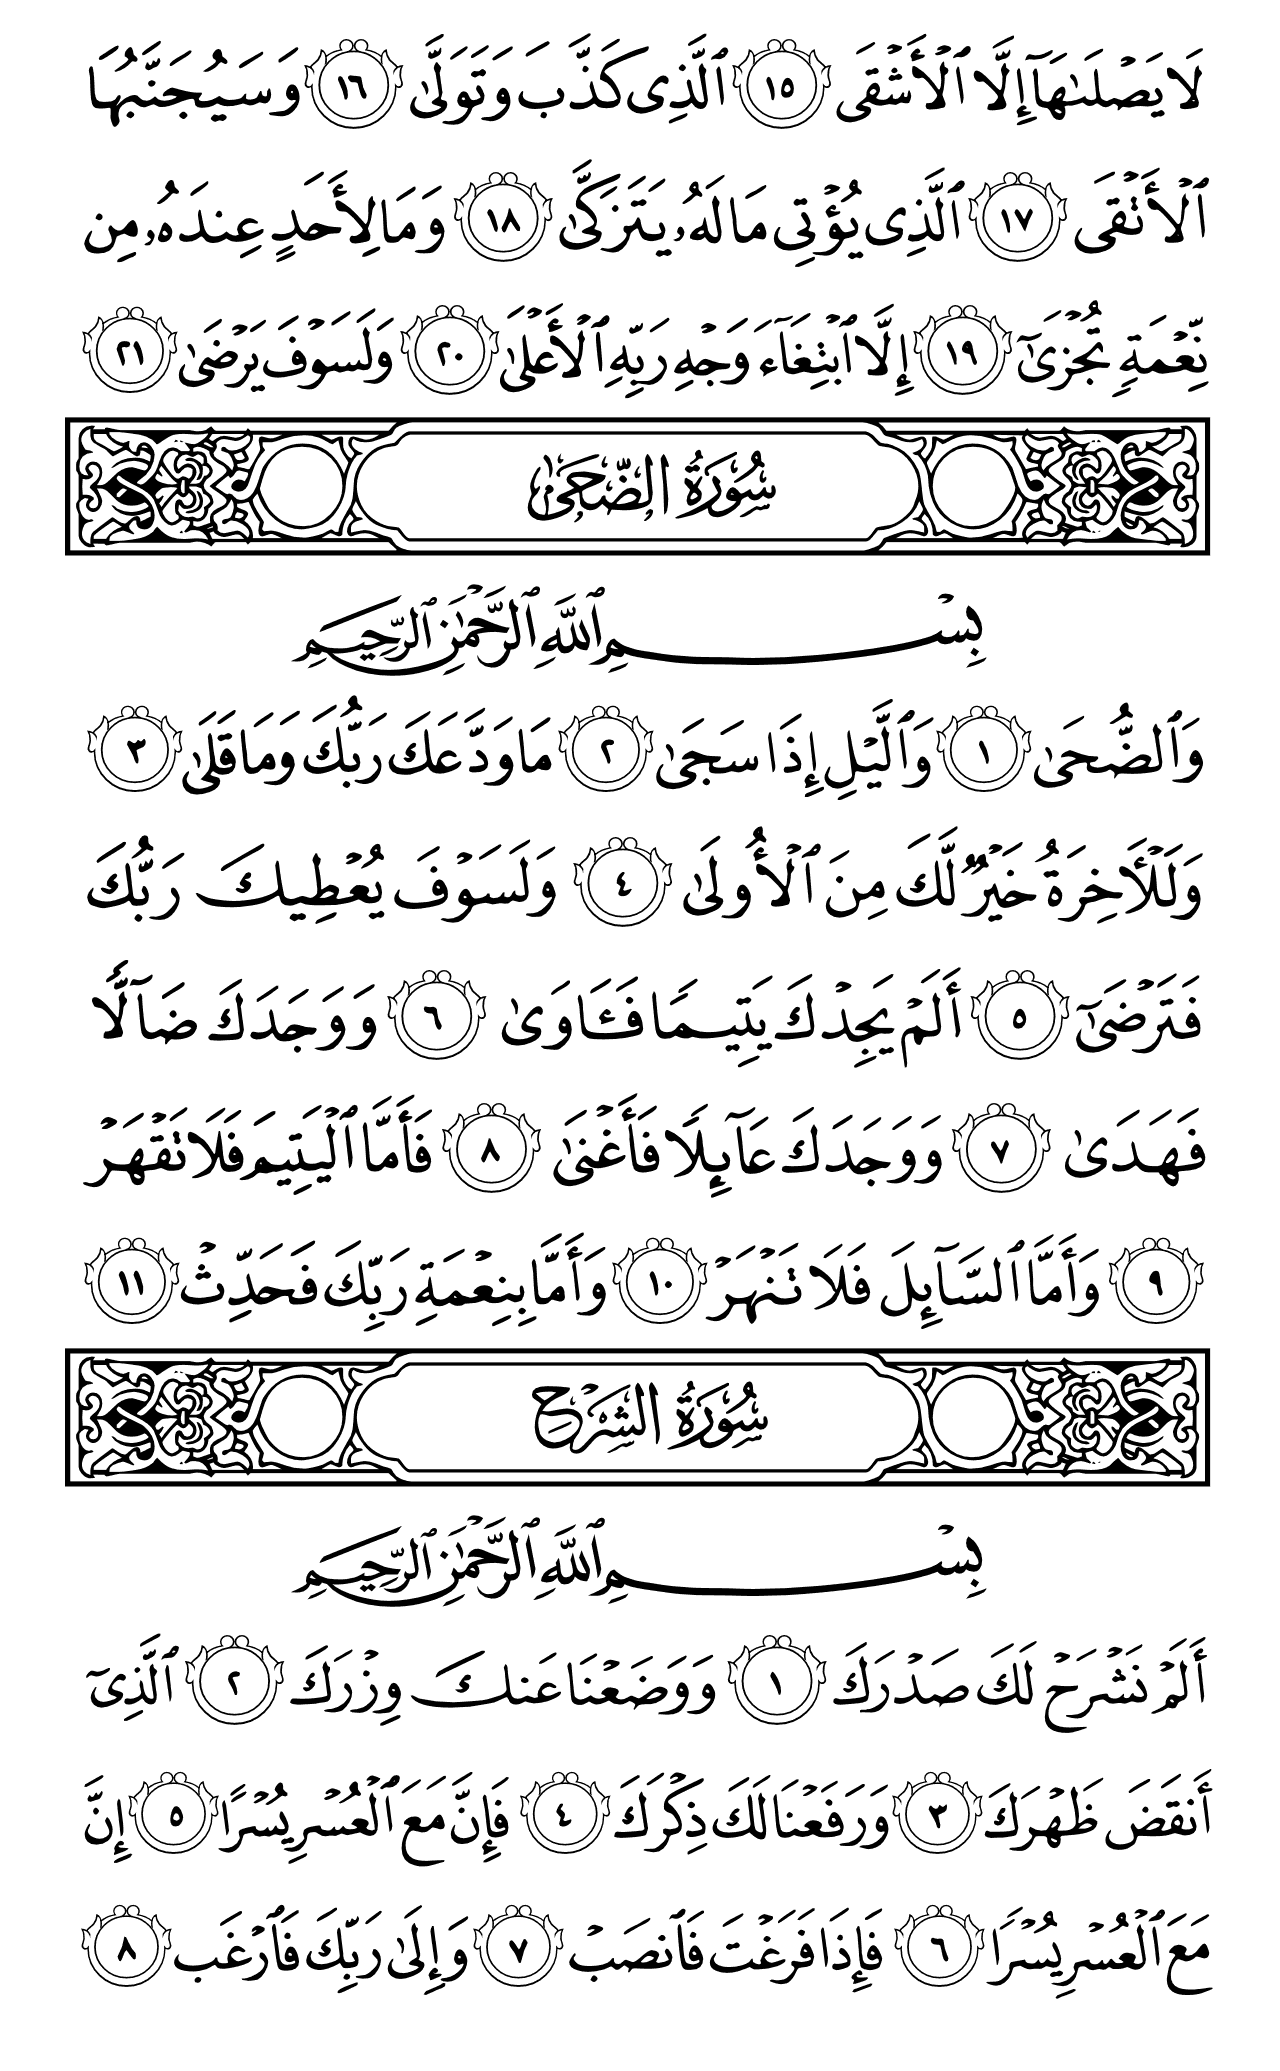 لَا يَصۡلَىٰهَآ إِلَّا ٱلۡأَشۡقَى ١٥ ٱلَّذِى كَذَّبَ وَتَوَلَّىٰ ١٦ وَسَيُجَنَّبُهَا
ٱلۡأَتۡقَى ١٧ ٱلَّذِى يُؤۡتِى مَالَهُۥ يَتَزَكَّىٰ ١٨ وَمَا لِأَحَدٍ عِندَهُۥ مِن
نِّعۡمَةٍ تُجۡزَىٰٓ ١٩ إِلَّا ٱبۡتِغَآءَ وَجۡهِ رَبِّهِ ٱلۡأَعۡلَىٰ ٢٠ وَلَسَوۡفَ يَرۡضَىٰ ٢١
سُورَةُ الضُّحَىٰ
بِسۡمِ ٱللَّهِ ٱلرَّحۡمَٰنِ ٱلرَّحِيمِ
وَٱلضُّحَىٰ ١ وَٱلَّيۡلِ إِذَا سَجَىٰ ٢ مَا وَدَّعَكَ رَبُّكَ وَمَا قَلَىٰ ٣
وَلَلۡأَخِرَةُ خَيۡرٌ لَّكَ مِنَ ٱلۡأُولَىٰ ٤ وَلَسَوۡفَ يُعۡطِيكَ رَبُّكَ
فَتَرۡضَىٰٓ ٥ أَلَمۡ يَجِدۡكَ يَتِيمًا فَـَٔاوَىٰ ٦ وَوَجَدَكَ ضَآلًّا
فَهَدَىٰ ٧ وَوَجَدَكَ عَآئِلًا فَأَغۡنَىٰ ٨ فَأَمَّا ٱلۡيَتِيمَ فَلَا تَقۡهَرۡ
٩ وَأَمَّا ٱلسَّآئِلَ فَلَا تَنۡهَرۡ ١٠ وَأَمَّا بِنِعۡمَةِ رَبِّكَ فَحَدِّثۡ ١١
سُورَةُ الشَّرۡحِ
بِسۡمِ ٱللَّهِ ٱلرَّحۡمَٰنِ ٱلرَّحِيمِ
أَلَمۡ نَشۡرَحۡ لَكَ صَدۡرَكَ ١ وَوَضَعۡنَا عَنكَ وِزۡرَكَ ٢ ٱلَّذِىٓ
أَنقَضَ ظَهۡرَكَ ٣ وَرَفَعۡنَا لَكَ ذِكۡرَكَ ٤ فَإِنَّ مَعَ ٱلۡعُسۡرِ يُسۡرًا ٥ إِنَّ
مَعَ ٱلۡعُسۡرِ يُسۡرًا ٦ فَإِذَا فَرَغۡتَ فَٱنصَبۡ ٧ وَإِلَىٰ رَبِّكَ فَٱرۡغَب ٨